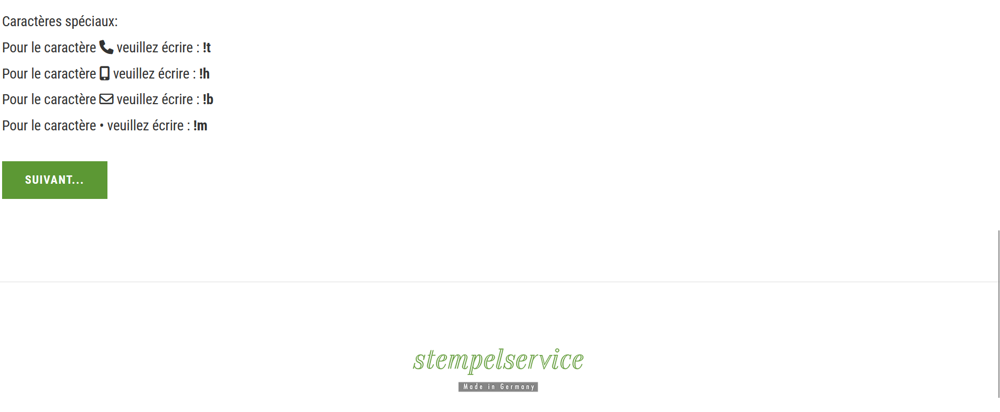 Caractères spéciaux:
Pour le caractère veuillez écrire : !t
Pour le caractère veuillez écrire : !h
Pour le caractère veuillez écrire : !b
Pour le caractère • veuillez écrire : !m
SUIVANT...
stempelservice
Made in Germany